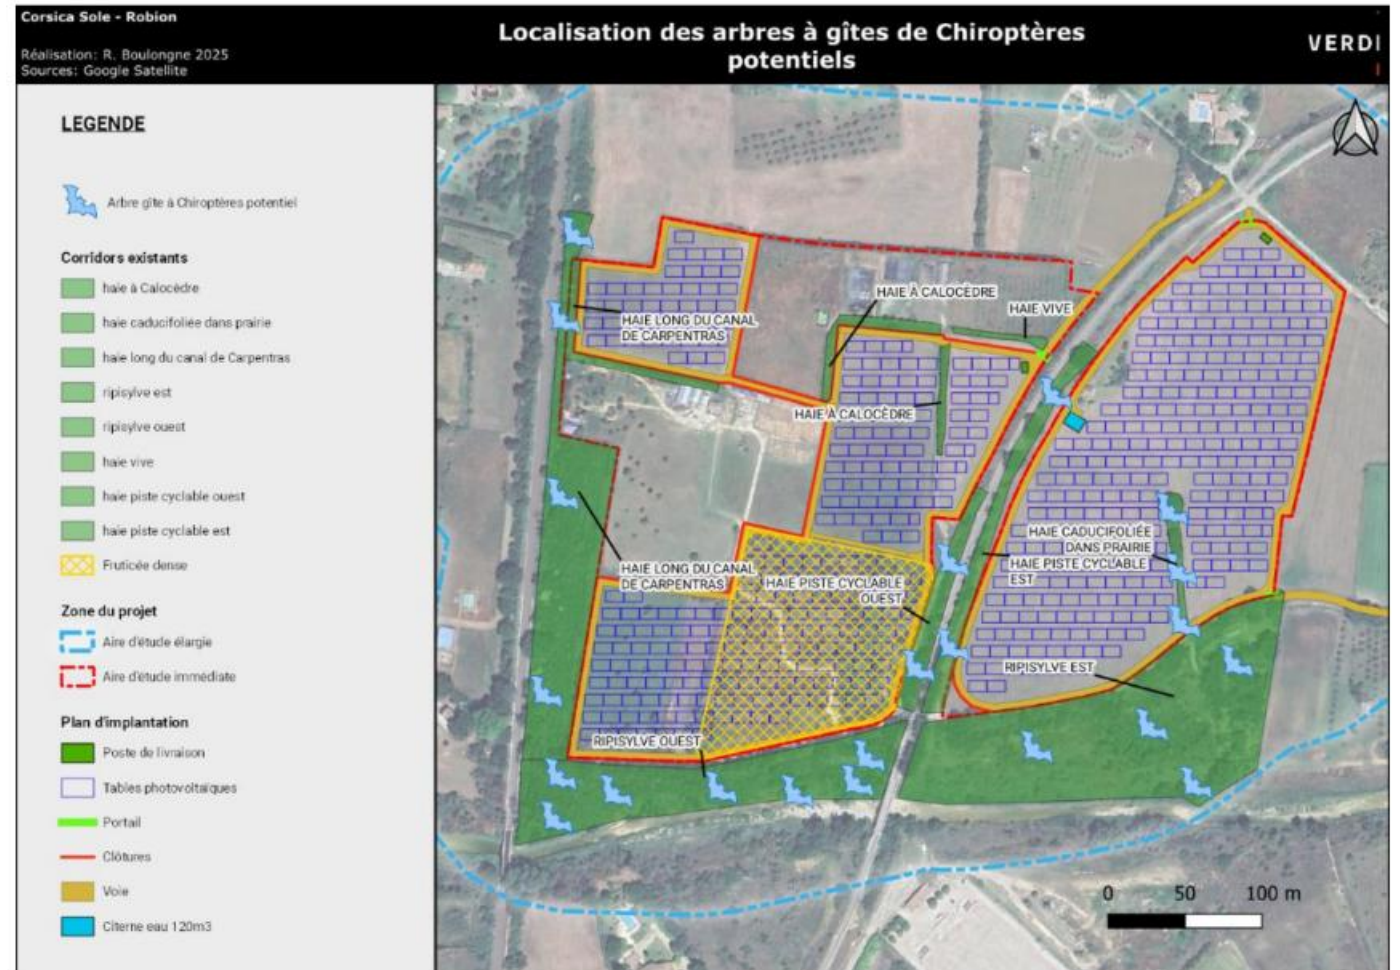 Corsica Sole - Robion
Réalisation: R. Boulongne 2025
Sources: Google Satellite
Localisation des arbres à gîtes de Chiroptères
potentiels
VERDI
LEGENDE
Arbre gîte à Chiroptères potentiel
Corridors existants
haie à Calocèdre
haie caducifoliée dans prairie
haie long du canal de Carpentras
ripisylve est
ripisylve ouest
haie vive
haie piste cyclable ouest
haie piste cyclable est
Fruticée dense
Zone du projet
Aire d'étude élargie
Aire d'étude immédiate
Plan d'implantation
Poste de livraison
Tables photovoltaïques
Portail
Clôtures
Voie
Citerne eau 120m3
HAIE À CALOCÈDRE
HAIE VIVE
HAIE LONG DU CANAL
DE CARPENTRAS
HAIE À CALOCÈDRE
HAIE CADUCIFOLIÉE
DANS PRAIRIE
HAIE PISTE CYCLABLE
EST
HAIE LONG DU CANAL
DE CARPENTRAS
HAIE PISTE CYCLABLE
OUEST
RIPISYLVE EST
RIPISYLVE OUEST
0 50 100 m